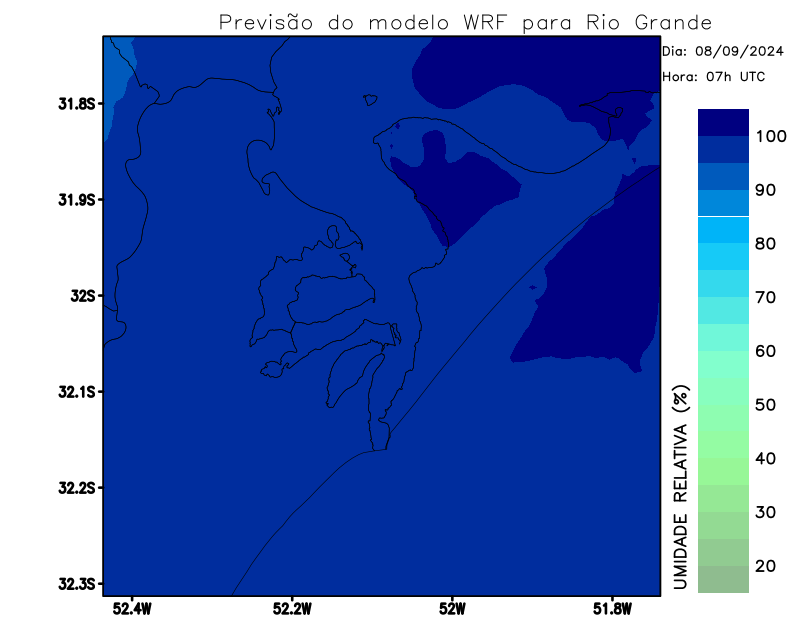 Previsão do modelo WRF para Rio Grande
Dia: 08/09/2024
Hora: 07h UTC
31.8S
31.9S
32S
32.1S
32.2S
32.3S
52.4W
52.2W
52W
51.8W
UMIDADE RELATIVA (%)
100
90
80
70
60
50
40
30
20